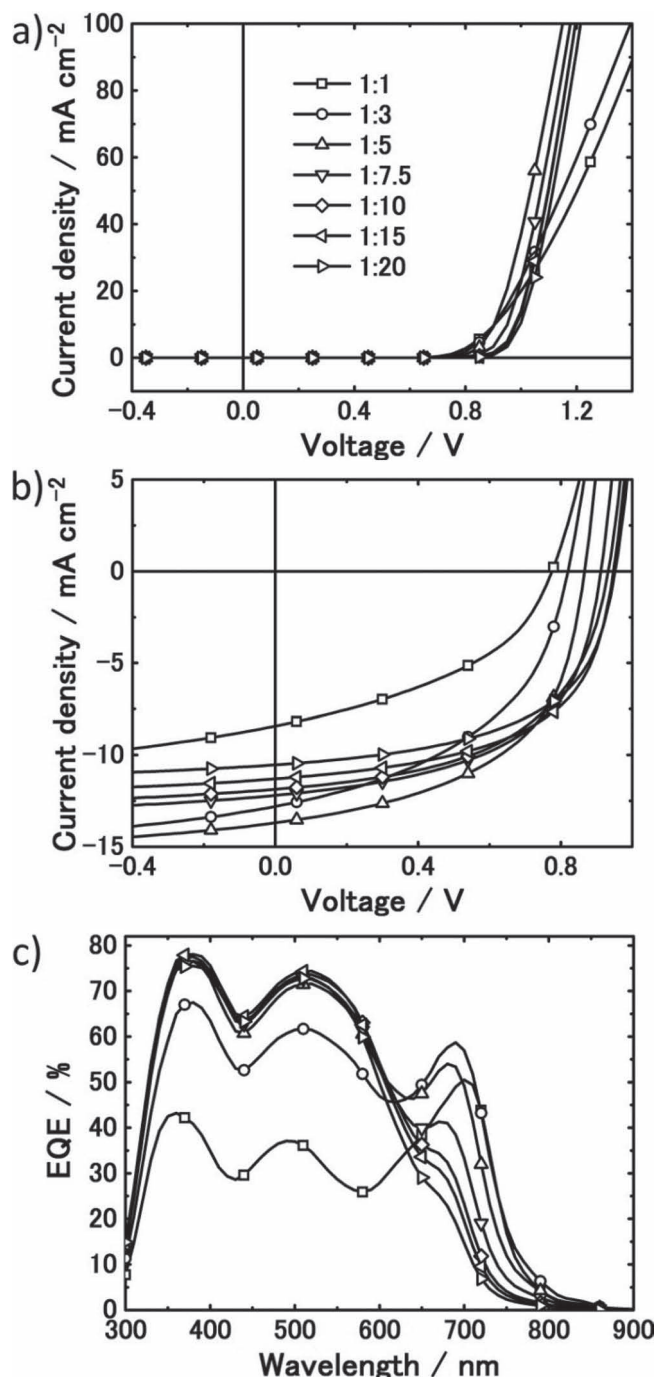 a)
100
80
60
40
20
0
Current density / mA cm⁻²
1:1
1:3
1:5
1:7.5
1:10
1:15
1:20
−0.4 0.0 0.4 0.8 1.2
Voltage / V
b)
5
0
−5
−10
−15
Current density / mA cm⁻²
−0.4 0.0 0.4 0.8
Voltage / V
c)
80
70
60
50
40
30
20
10
0
EQE / %
300 400 500 600 700 800 900
Wavelength / nm